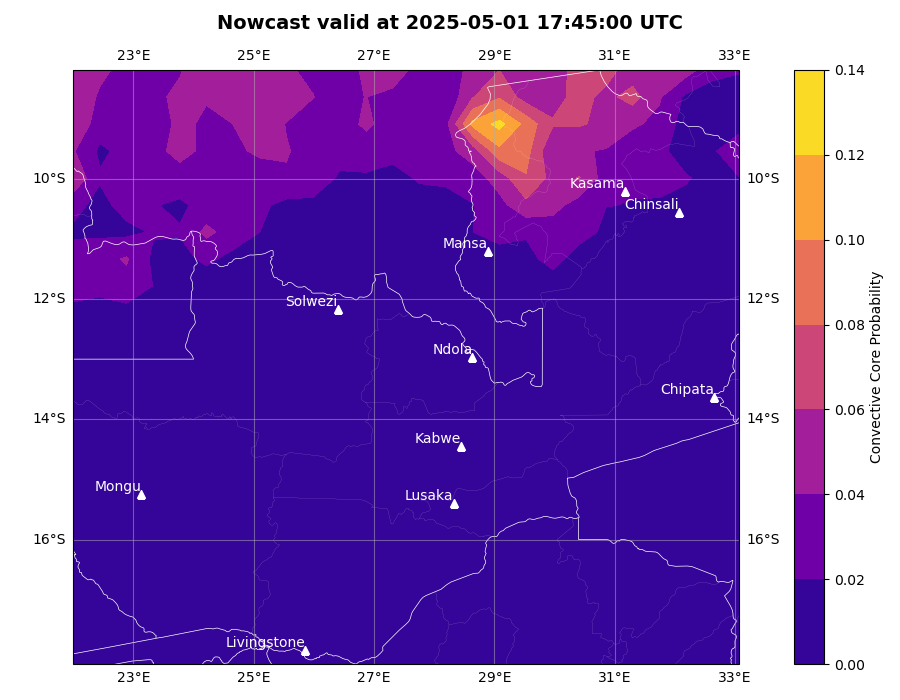 Nowcast valid at 2025-05-01 17:45:00 UTC
23°E 25°E 27°E 29°E 31°E 33°E
0.14
0.12
0.10
0.08
0.06
0.04
0.02
0.00
Convective Core Probability
10°S 10°S
12°S 12°S
14°S 14°S
16°S 16°S
Kasama
Chinsali
Mansa
Solwezi
Ndola
Chipata
Kabwe
Mongu
Lusaka
Livingstone
23°E 25°E 27°E 29°E 31°E 33°E